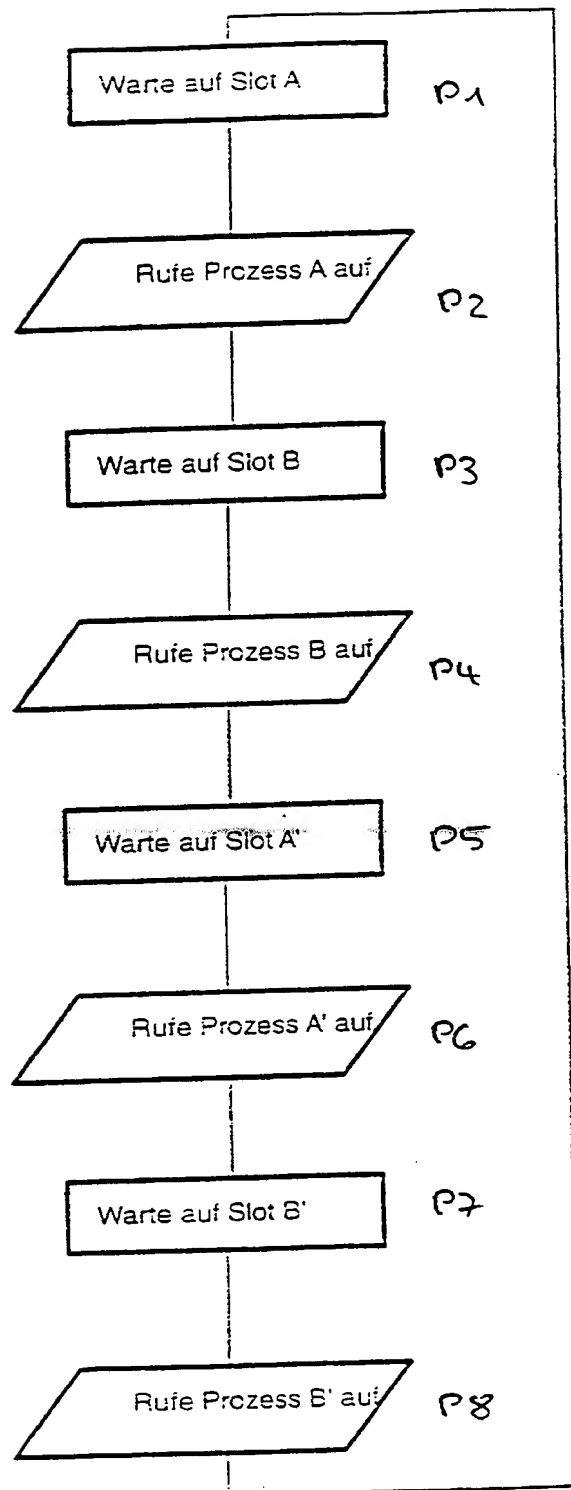 Warte auf Slot A
P1
Rufe Prozess A auf
P2
Warte auf Slot B
P3
Rufe Prozess B auf
P4
Warte auf Slot A'
P5
Rufe Prozess A' auf
P6
Warte auf Slot B'
P7
Rufe Prozess B' auf
P8